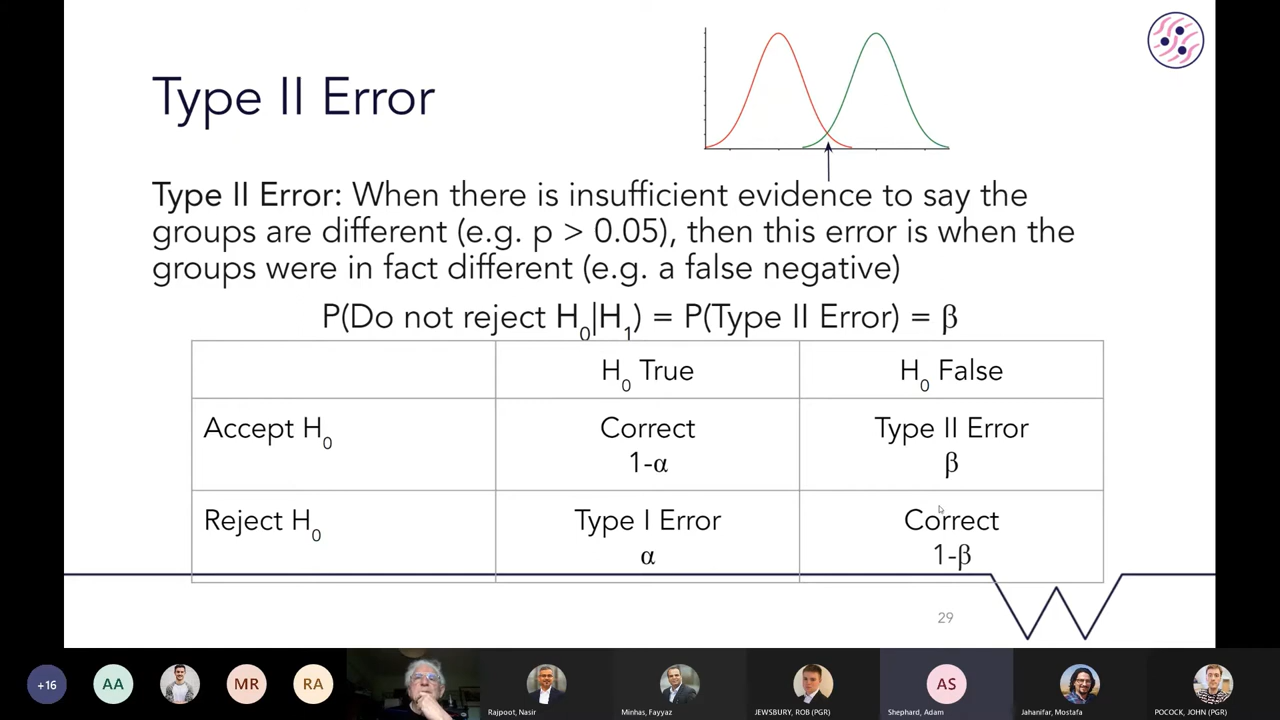 Type II Error
Type II Error: When there is insufficient evidence to say the
groups are different (e.g. p > 0.05), then this error is when the
groups were in fact different (e.g. a false negative)
P(Do not reject H₀|H₁) = P(Type II Error) = β
H₀ True
H₀ False
Accept H₀
Correct
1-α
Type II Error
β
Reject H₀
Type I Error
α
Correct
1-β
29
+16
AA
MR
RA
Rajpoot, Nasir
Minhas, Fayyaz
JEWSBURY, ROB (PGR)
AS
Shephard, Adam
Jahanifar, Mostafa
POCOCK, JOHN (PGR)